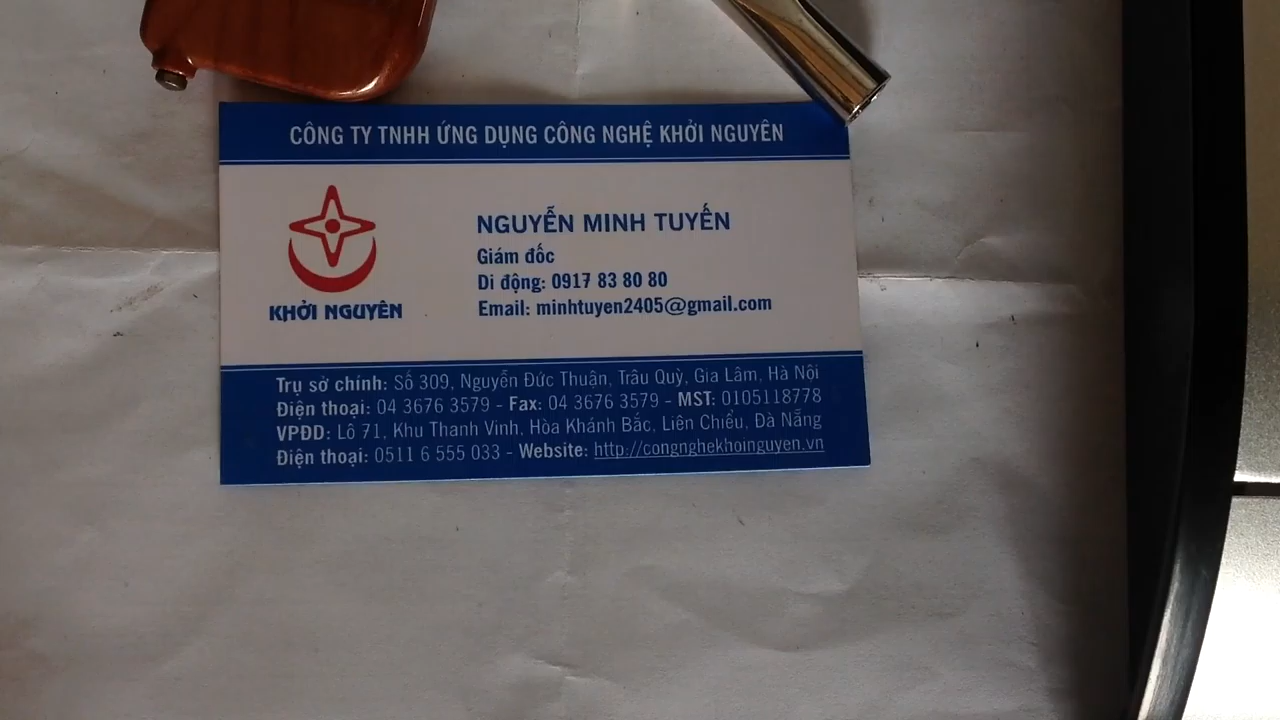 CÔNG TY TNHH ỨNG DỤNG CÔNG NGHỆ KHỞI NGUYÊN
KHỞI NGUYÊN
NGUYỄN MINH TUYẾN
Giám đốc
Di động: 0917 83 80 80
Email: minhtuyen2405@gmail.com
Trụ sở chính: Số 309, Nguyễn Đức Thuận, Trâu Quỳ, Gia Lâm, Hà Nội
Điện thoại: 04 3676 3579 - Fax: 04 3676 3579 - MST: 0105118778
VPĐD: Lô 71, Khu Thanh Vinh, Hòa Khánh Bắc, Liên Chiểu, Đà Nẵng
Điện thoại: 0511 6 555 033 - Website: http://congnghekhoinguyen.vn